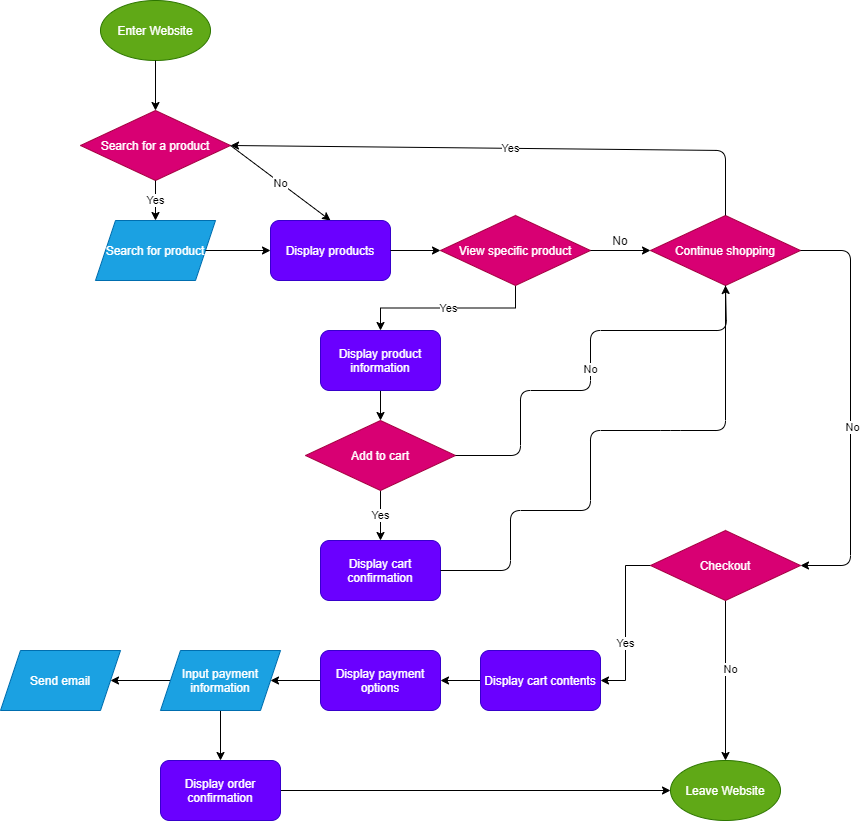 Enter Website
Search for a product
Yes
No
Yes
Search for product
Display products
View specific product
No
Continue shopping
Yes
Display product
information
No
Add to cart
No
Yes
Display cart
confirmation
Checkout
Yes
No
Send email
Input payment
information
Display payment
options
Display cart contents
Display order
confirmation
Leave Website